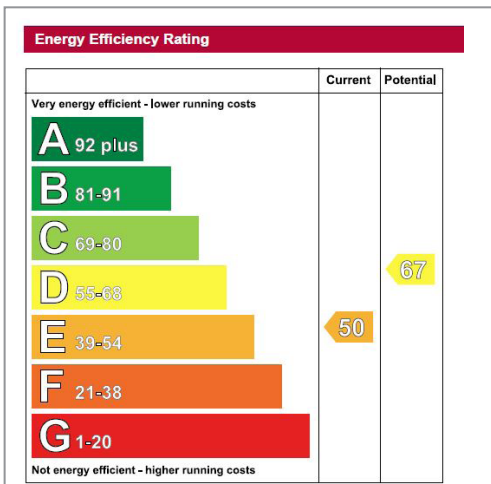 Energy Efficiency Rating
Current Potential
Very energy efficient - lower running costs
A 92 plus
B 81-91
C 69-80
67
D 55-68
50
E 39-54
F 21-38
G 1-20
Not energy efficient - higher running costs